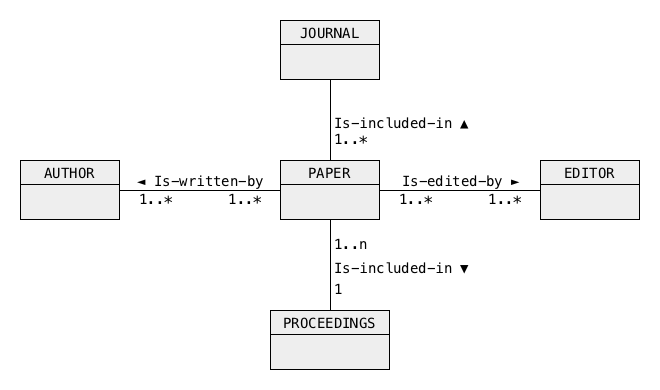 JOURNAL
Is-included-in ▲
1..*
AUTHOR
◄ Is-written-by
1..*
1..*
PAPER
Is-edited-by ►
1..*
1..*
EDITOR
1..n
Is-included-in ▼
1
PROCEEDINGS